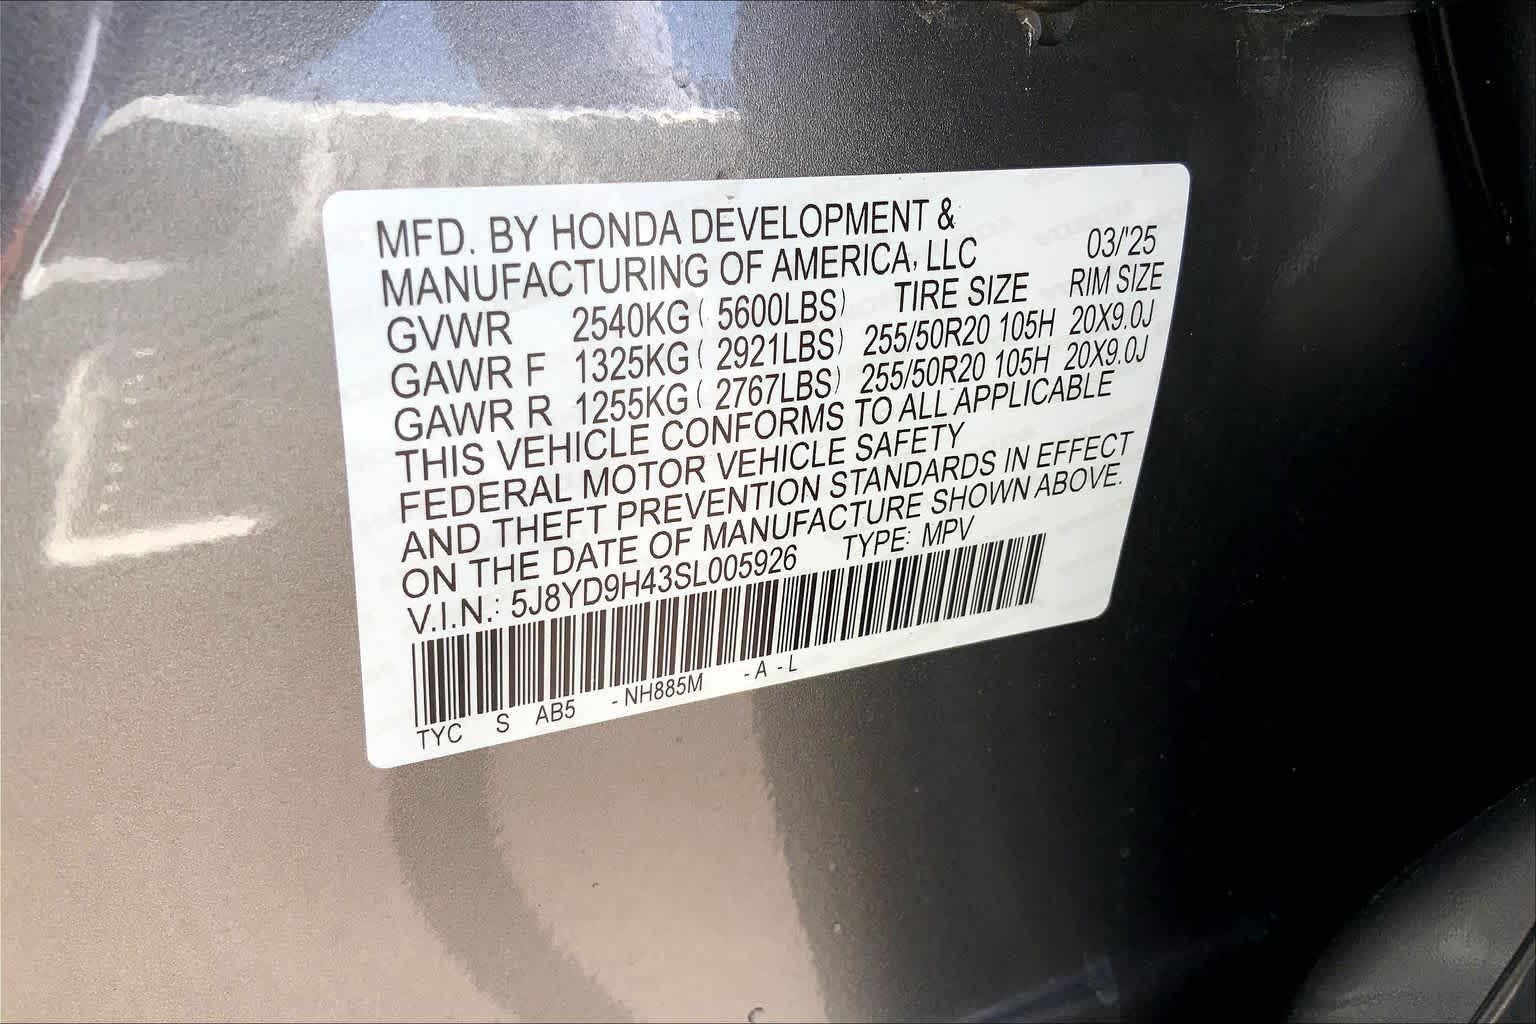 MFD. BY HONDA DEVELOPMENT &
MANUFACTURING OF AMERICA, LLC 03/'25
GVWR 2540KG ( 5600LBS) TIRE SIZE RIM SIZE
GAWR F 1325KG ( 2921LBS) 255/50R20 105H 20X9.0J
GAWR R 1255KG ( 2767LBS) 255/50R20 105H 20X9.0J
THIS VEHICLE CONFORMS TO ALL APPLICABLE
FEDERAL MOTOR VEHICLE SAFETY
AND THEFT PREVENTION STANDARDS IN EFFECT
ON THE DATE OF MANUFACTURE SHOWN ABOVE.
V.I.N.: 5J8YD9H43SL005926 TYPE: MPV
TYC S AB5 - NH885M - A - L